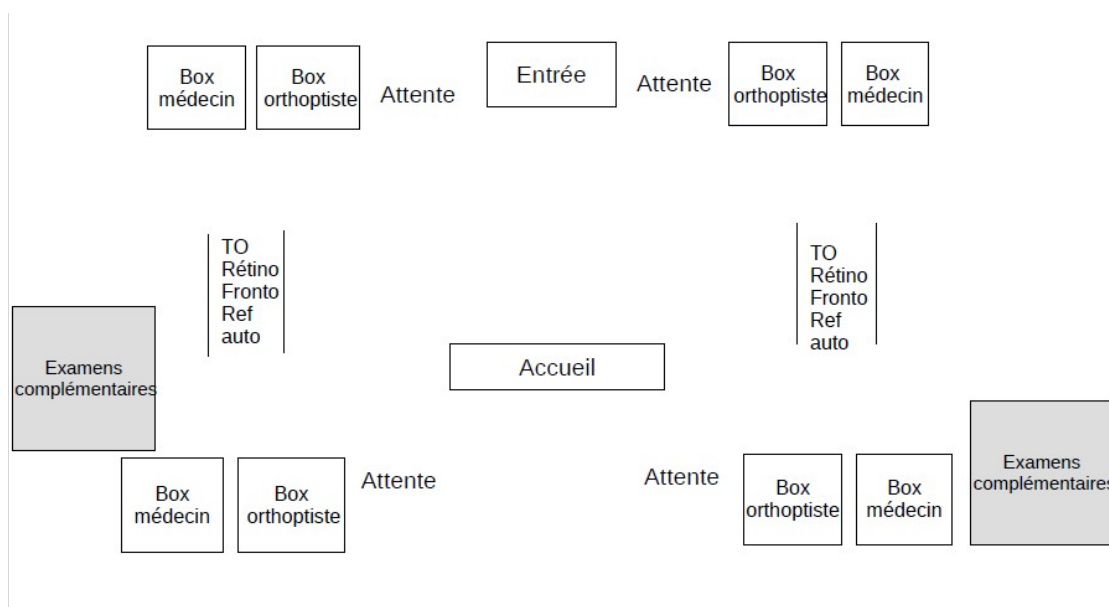 Box
médecin
Box
orthoptiste
Attente
Entrée
Attente
Box
orthoptiste
Box
médecin
TO
Rétino
Fronto
Ref
auto
TO
Rétino
Fronto
Ref
auto
Examens
complémentaires
Accueil
Box
médecin
Box
orthoptiste
Attente
Attente
Box
orthoptiste
Box
médecin
Examens
complémentaires